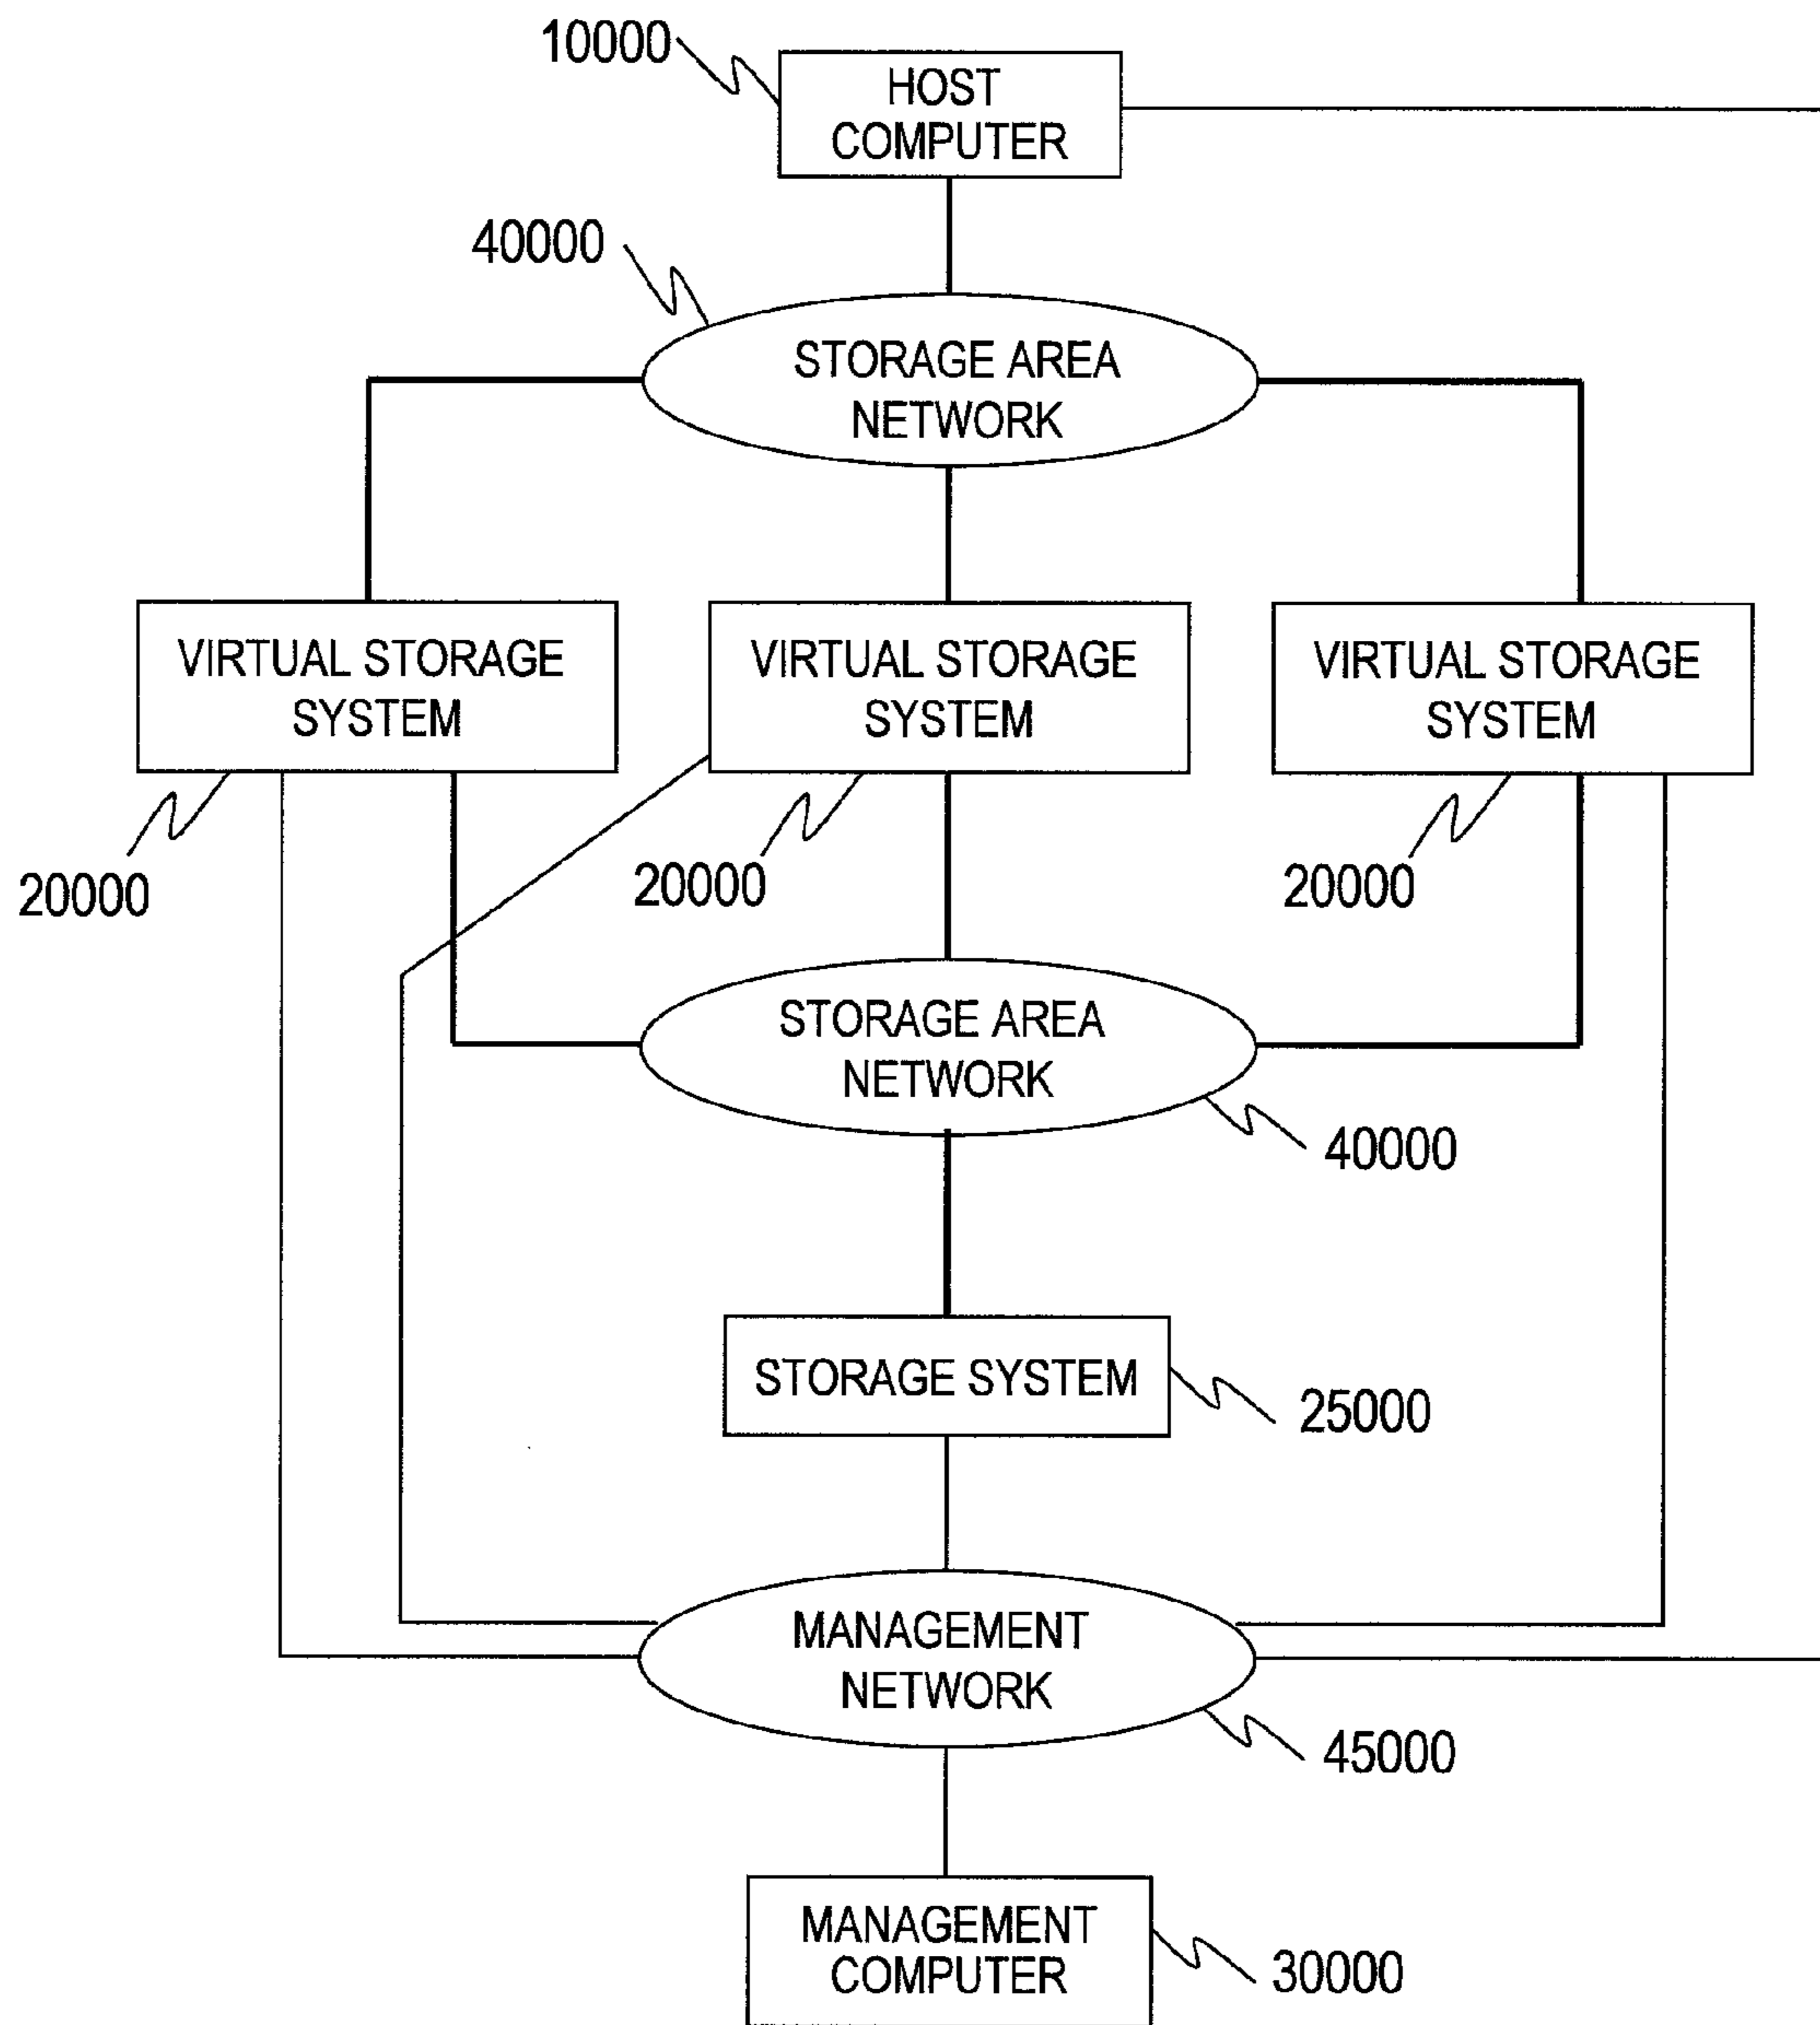 10000
HOST
COMPUTER
40000
STORAGE AREA
NETWORK
VIRTUAL STORAGE
SYSTEM
VIRTUAL STORAGE
SYSTEM
VIRTUAL STORAGE
SYSTEM
20000
20000
20000
STORAGE AREA
NETWORK
40000
STORAGE SYSTEM
25000
MANAGEMENT
NETWORK
45000
MANAGEMENT
COMPUTER
30000